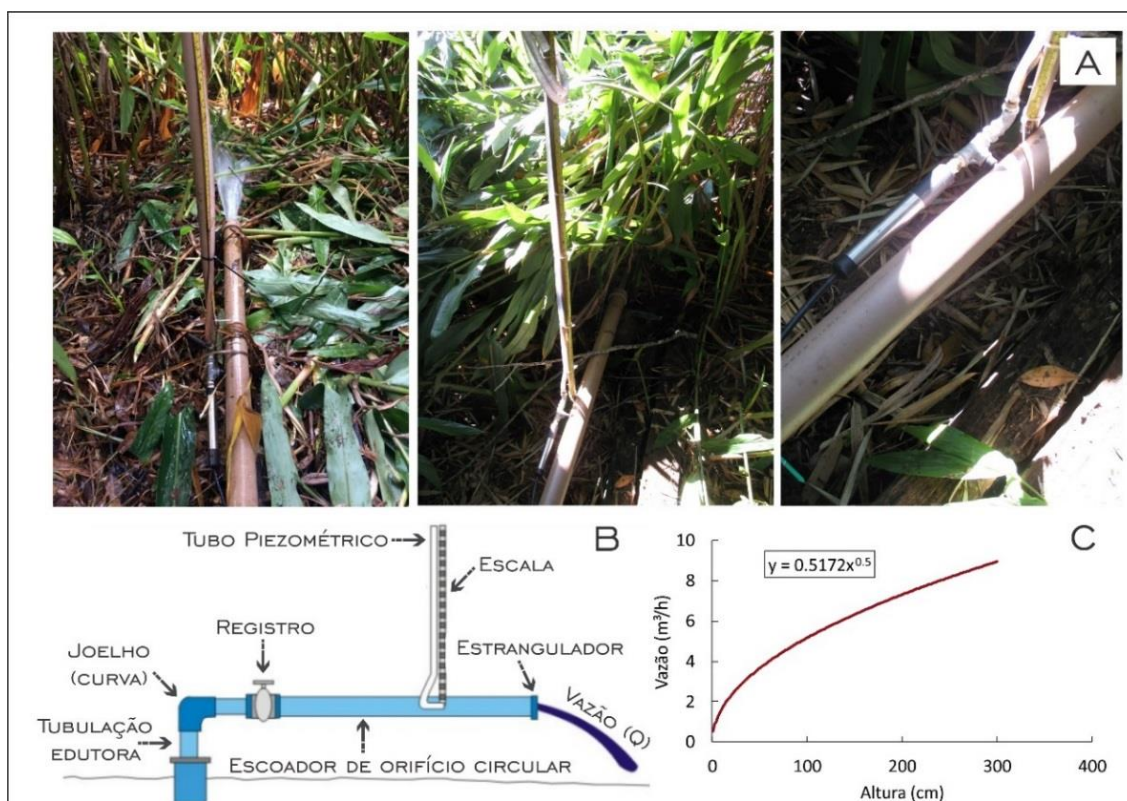 A
B
TUBO PIEZOMÉTRICO
ESCALA
REGISTRO
ESTRANGULADOR
JOELHO
(CURVA)
VAZÃO (Q)
TUBULAÇÃO
EDUTORA
ESCOADOR DE ORIFÍCIO CIRCULAR
C
y = 0.5172x^0.5
Vazão (m³/h)
10
8
6
4
2
0
0 100 200 300 400
Altura (cm)